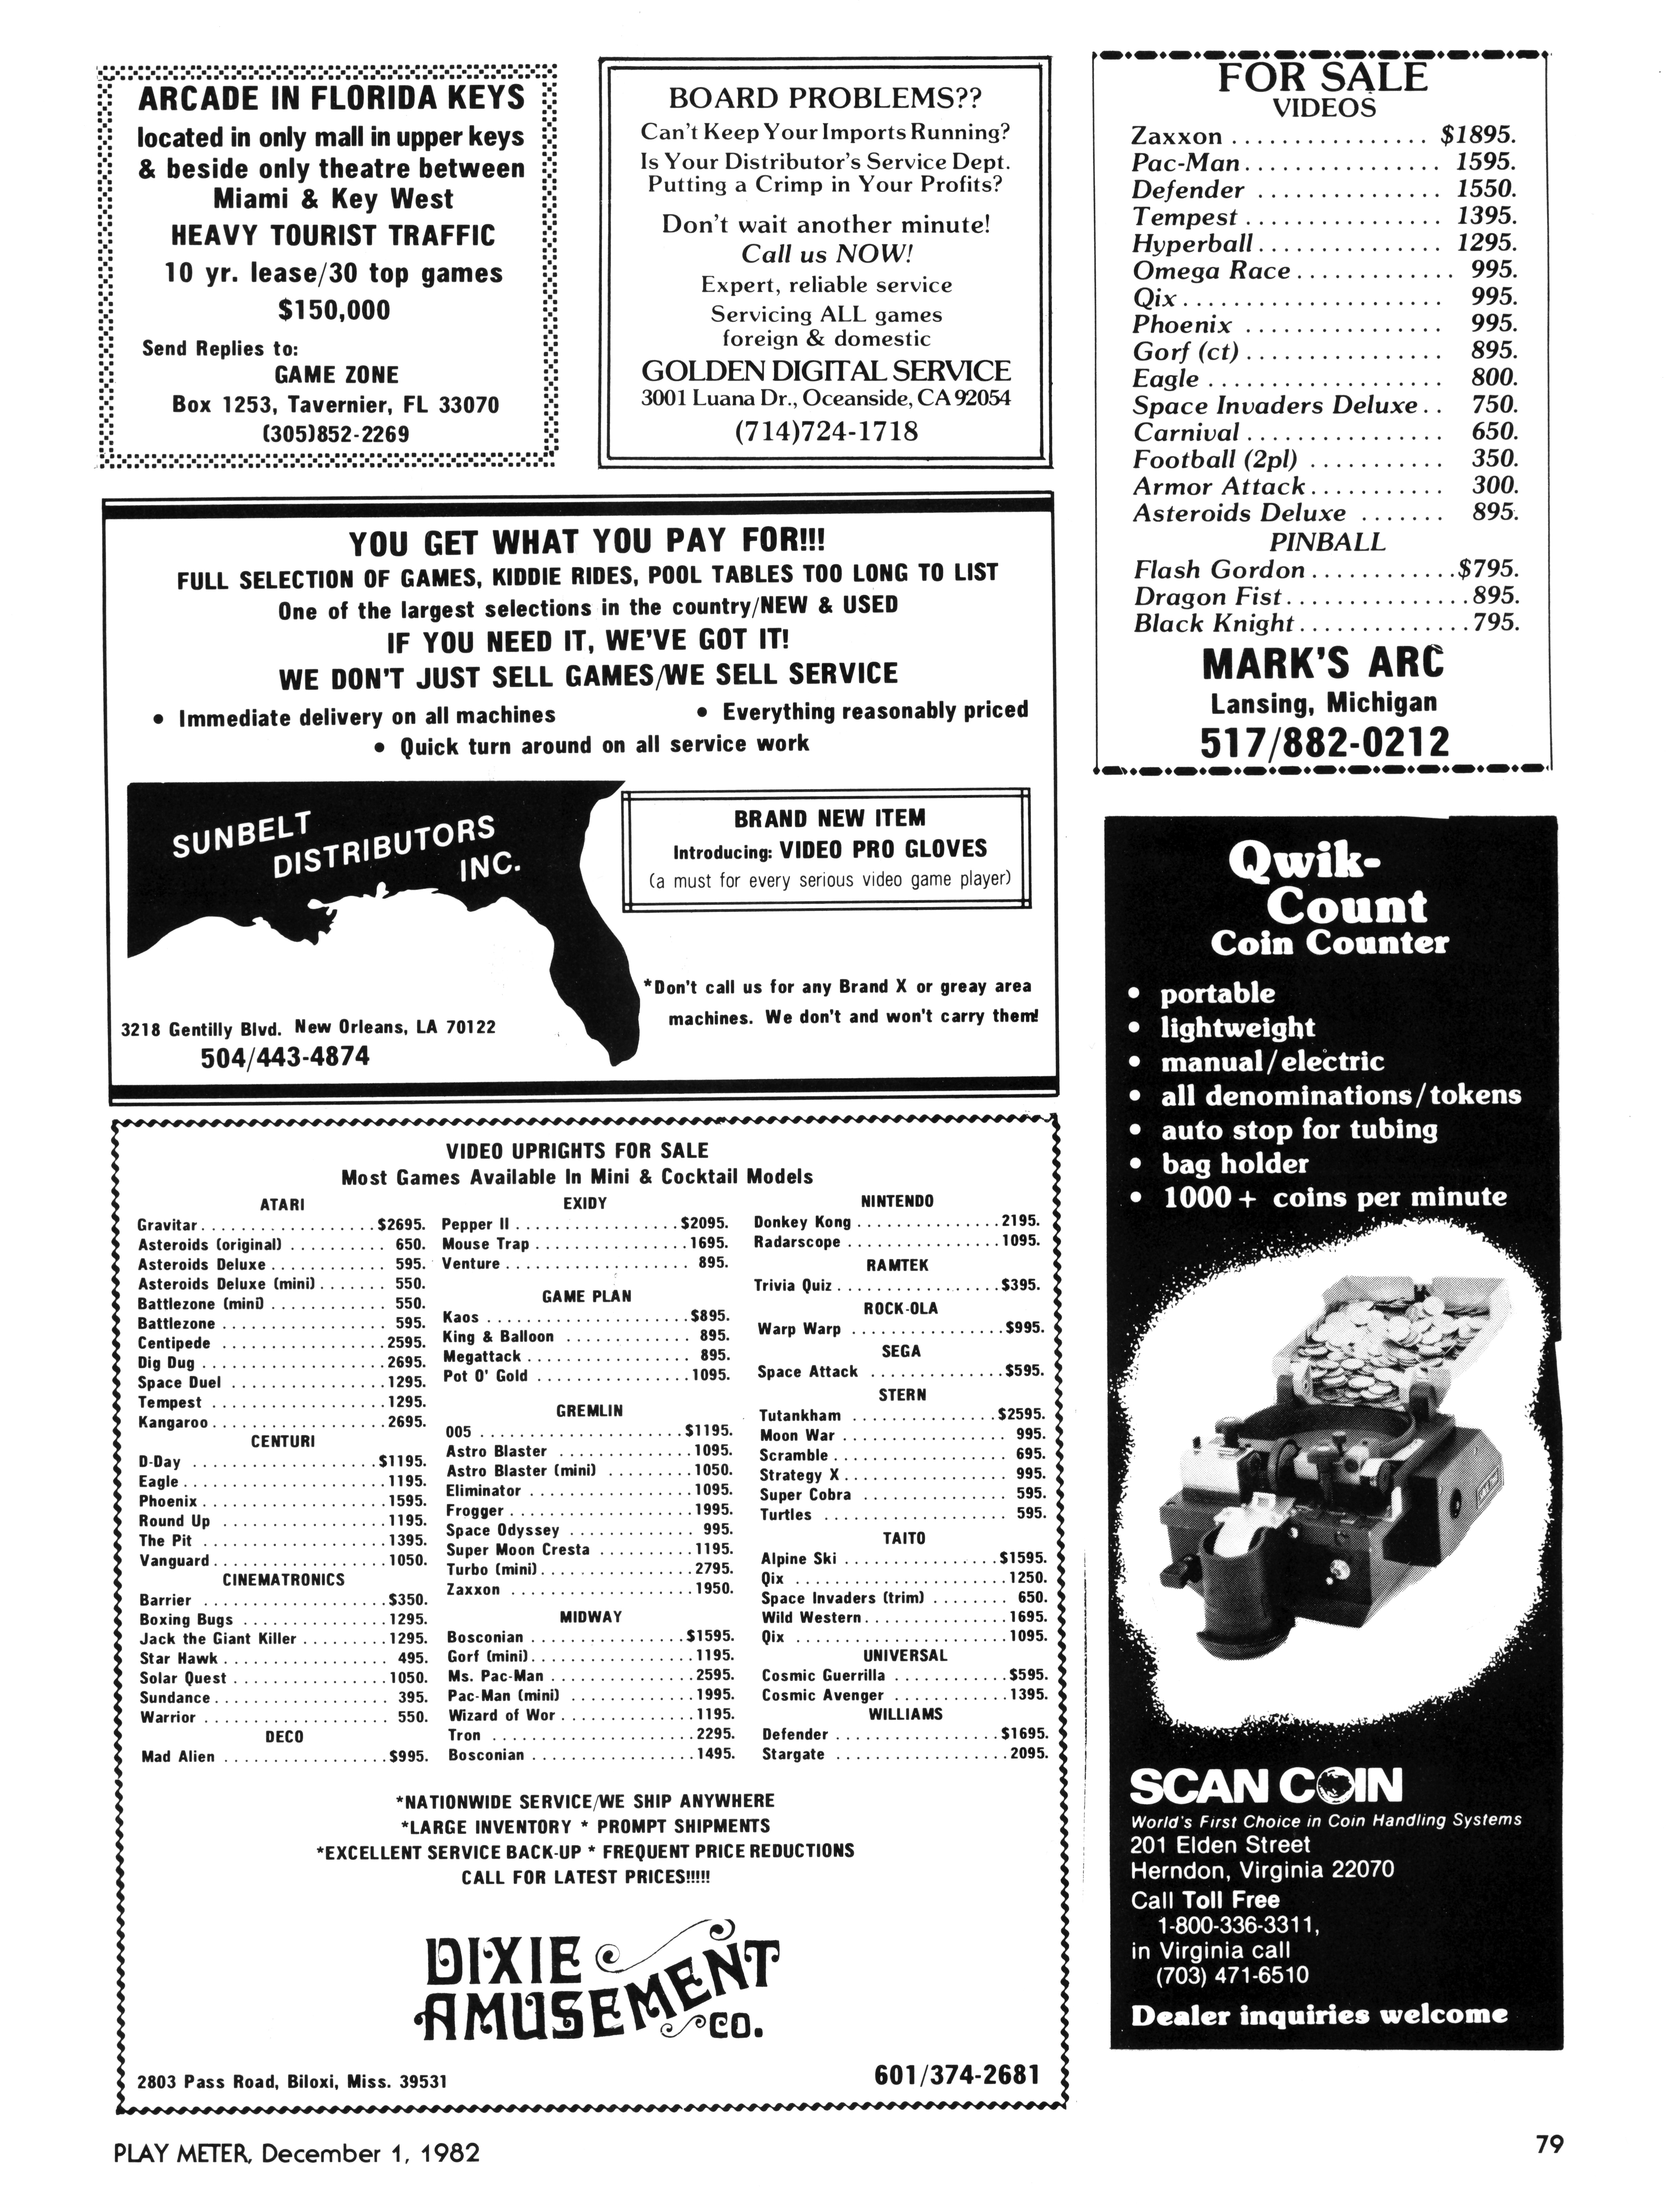 ARCADE IN FLORIDA KEYS
located in only mall in upper keys
& beside only theatre between
Miami & Key West
HEAVY TOURIST TRAFFIC
10 yr. lease/30 top games
$150,000
Send Replies to:
GAME ZONE
Box 1253, Tavernier, FL 33070
(305)852-2269
BOARD PROBLEMS??
Can't Keep Your Imports Running?
Is Your Distributor's Service Dept.
Putting a Crimp in Your Profits?
Don't wait another minute!
Call us NOW!
Expert, reliable service
Servicing ALL games
foreign & domestic
GOLDEN DIGITAL SERVICE
3001 Luana Dr., Oceanside, CA 92054
(714)724-1718
FOR SALE
VIDEOS
Zaxxon ................ $1895.
Pac-Man ................ 1595.
Defender ............... 1550.
Tempest ................ 1395.
Hyperball ............... 1295.
Omega Race ............. 995.
Qix ..................... 995.
Phoenix ................ 995.
Gorf (ct) ................ 895.
Eagle ................... 800.
Space Invaders Deluxe .. 750.
Carnival ................ 650.
Football (2pl) ........... 350.
Armor Attack ........... 300.
Asteroids Deluxe ....... 895.
PINBALL
Flash Gordon ............ $795.
Dragon Fist ............... 895.
Black Knight .............. 795.
MARK'S ARC
Lansing, Michigan
517/882-0212
YOU GET WHAT YOU PAY FOR!!!
FULL SELECTION OF GAMES, KIDDIE RIDES, POOL TABLES TOO LONG TO LIST
One of the largest selections in the country/NEW & USED
IF YOU NEED IT, WE'VE GOT IT!
WE DON'T JUST SELL GAMES/WE SELL SERVICE
• Immediate delivery on all machines • Everything reasonably priced
• Quick turn around on all service work
SUNBELT
DISTRIBUTORS
INC.
BRAND NEW ITEM
Introducing: VIDEO PRO GLOVES
(a must for every serious video game player)
*Don't call us for any Brand X or greay area
machines. We don't and won't carry them!
3218 Gentilly Blvd. New Orleans, LA 70122
504/443-4874
Qwik-
Count
Coin Counter
• portable
• lightweight
• manual/electric
• all denominations/tokens
• auto stop for tubing
• bag holder
• 1000+ coins per minute
SCAN COIN
World's First Choice in Coin Handling Systems
201 Elden Street
Herndon, Virginia 22070
Call Toll Free
1-800-336-3311,
in Virginia call
(703) 471-6510
Dealer inquiries welcome
VIDEO UPRIGHTS FOR SALE
Most Games Available In Mini & Cocktail Models
ATARI
Gravitar .................. $2695.
Asteroids (original) .......... 650.
Asteroids Deluxe ............ 595.
Asteroids Deluxe (mini) ....... 550.
Battlezone (mini) ............ 550.
Battlezone ................. 595.
Centipede ................. 2595.
Dig Dug ................... 2695.
Space Duel ................ 1295.
Tempest .................. 1295.
Kangaroo .................. 2695.
CENTURI
D-Day ................... $1195.
Eagle ..................... 1195.
Phoenix ................... 1595.
Round Up ................. 1195.
The Pit ................... 1395.
Vanguard .................. 1050.
CINEMATRONICS
Barrier ................... $350.
Boxing Bugs ............... 1295.
Jack the Giant Killer ......... 1295.
Star Hawk .................. 495.
Solar Quest ................ 1050.
Sundance ................... 395.
Warrior ................... 550.
DECO
Mad Alien ................. $995.
EXIDY
Pepper II ................. $2095.
Mouse Trap ................ 1695.
Venture ................... 895.
GAME PLAN
Kaos ..................... $895.
King & Balloon ............. 895.
Megattack ................. 895.
Pot O' Gold ................ 1095.
GREMLIN
005 ..................... $1195.
Astro Blaster .............. 1095.
Astro Blaster (mini) ......... 1050.
Eliminator ................. 1095.
Frogger ................... 1995.
Space Odyssey ............. 995.
Super Moon Cresta .......... 1195.
Turbo (mini) ................ 2795.
Zaxxon ................... 1950.
MIDWAY
Bosconian ................ $1595.
Gorf (mini) ................. 1195.
Ms. Pac-Man ............... 2595.
Pac-Man (mini) ............. 1995.
Wizard of Wor .............. 1195.
Tron ..................... 2295.
Bosconian ................. 1495.
NINTENDO
Donkey Kong ............... 2195.
Radarscope ................ 1095.
RAMTEK
Trivia Quiz ................. $395.
ROCK-OLA
Warp Warp ................ $995.
SEGA
Space Attack .............. $595.
STERN
Tutankham ............... $2595.
Moon War ................. 995.
Scramble .................. 695.
Strategy X ................. 995.
Super Cobra ............... 595.
Turtles ................... 595.
TAITO
Alpine Ski ................ $1595.
Qix ...................... 1250.
Space Invaders (trim) ........ 650.
Wild Western ............... 1695.
Qix ...................... 1095.
UNIVERSAL
Cosmic Guerrilla ............ $595.
Cosmic Avenger ............ 1395.
WILLIAMS
Defender ................. $1695.
Stargate .................. 2095.
*NATIONWIDE SERVICE/WE SHIP ANYWHERE
*LARGE INVENTORY * PROMPT SHIPMENTS
*EXCELLENT SERVICE BACK-UP * FREQUENT PRICE REDUCTIONS
CALL FOR LATEST PRICES!!!!!
DIXIE
AMUSEMENT
CO.
2803 Pass Road, Biloxi, Miss. 39531
601/374-2681
PLAY METER, December 1, 1982
79